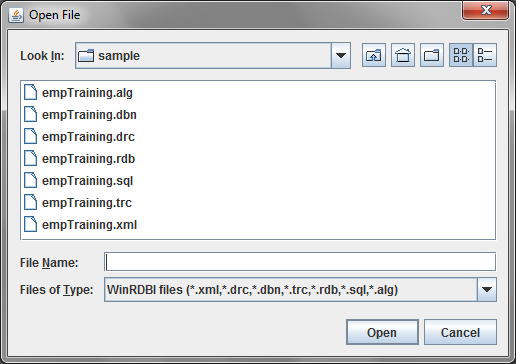 Open File
Look In: sample
empTraining.alg
empTraining.dbn
empTraining.drc
empTraining.rdb
empTraining.sql
empTraining.trc
empTraining.xml
File Name:
Files of Type: WinRDBI files (*.xml,*.drc,*.dbn,*.trc,*.rdb,*.sql,*.alg)
Open Cancel